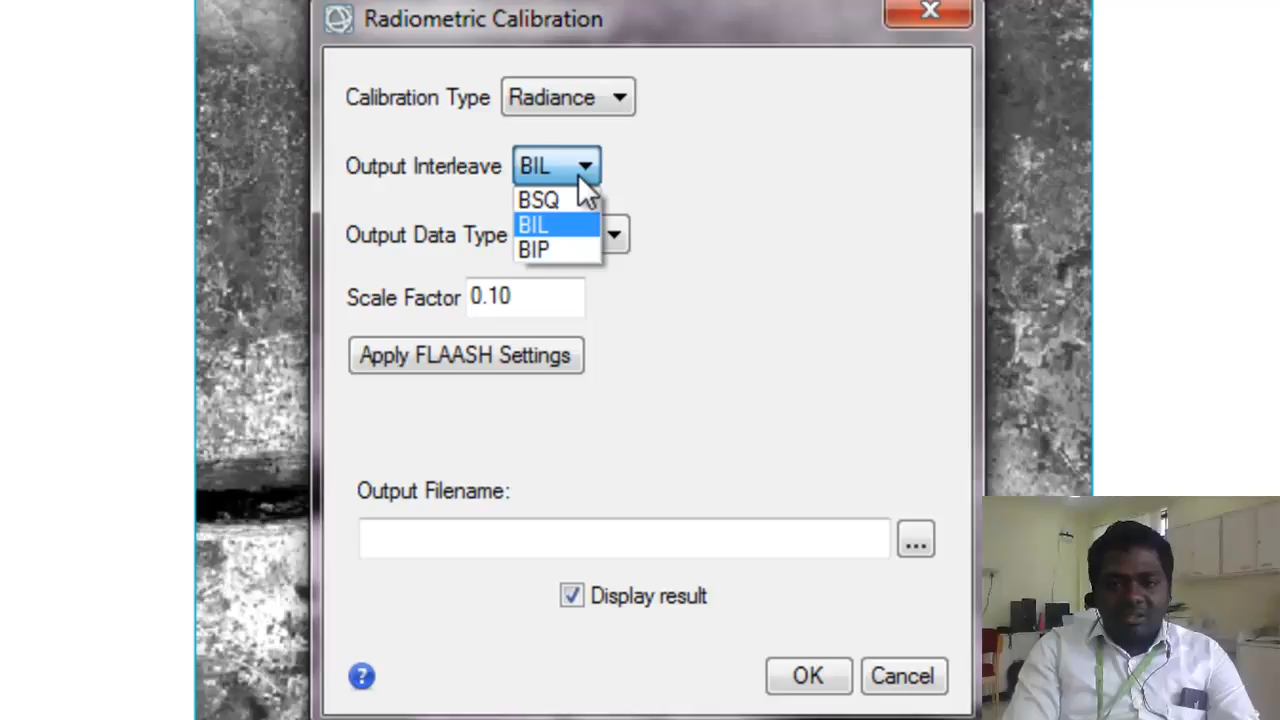 Radiometric Calibration
Calibration Type Radiance
Output Interleave BIL
BSQ
BIL
Output Data Type
BIP
Scale Factor 0.10
Apply FLAASH Settings
Output Filename:
...
Display result
?
OK Cancel